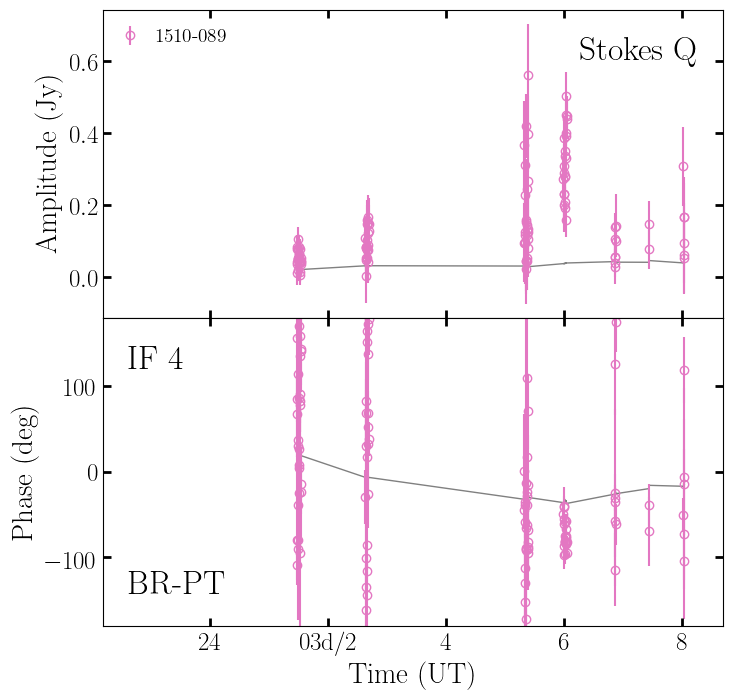 1510-089
Stokes Q
Amplitude (Jy)
0.6
0.4
0.2
0.0
IF 4
BR-PT
Phase (deg)
100
0
−100
24
03d/2
4
6
8
Time (UT)